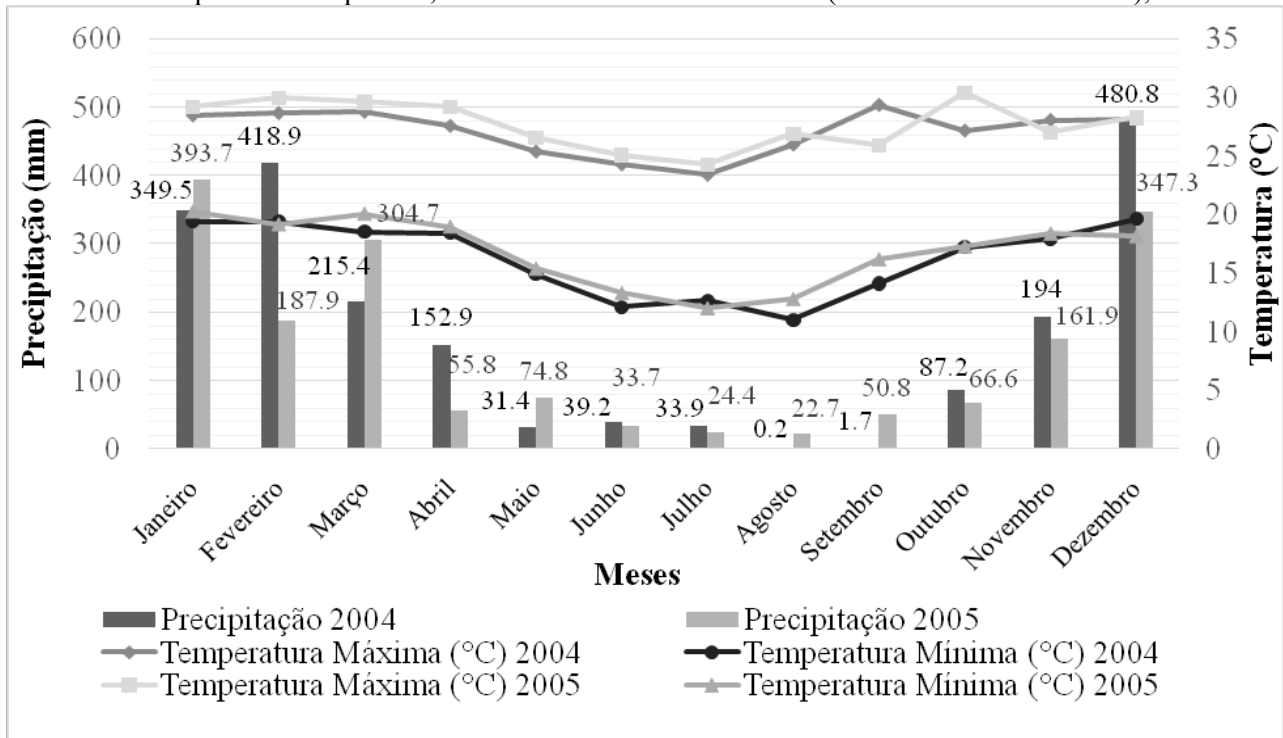 600
500
400
300
200
100
0
Precipitação (mm)
35
30
25
20
15
10
5
0
Temperatura (°C)
349.5
393.7
418.9
187.9
215.4
304.7
152.9
55.8
31.4
74.8
39.2
33.7
33.9
24.4
0.2
22.7
1.7
50.8
87.2
66.6
194
161.9
480.8
347.3
Janeiro
Fevereiro
Março
Abril
Maio
Junho
Julho
Agosto
Setembro
Outubro
Novembro
Dezembro
Meses
Precipitação 2004
Precipitação 2005
Temperatura Máxima (°C) 2004
Temperatura Mínima (°C) 2004
Temperatura Máxima (°C) 2005
Temperatura Mínima (°C) 2005